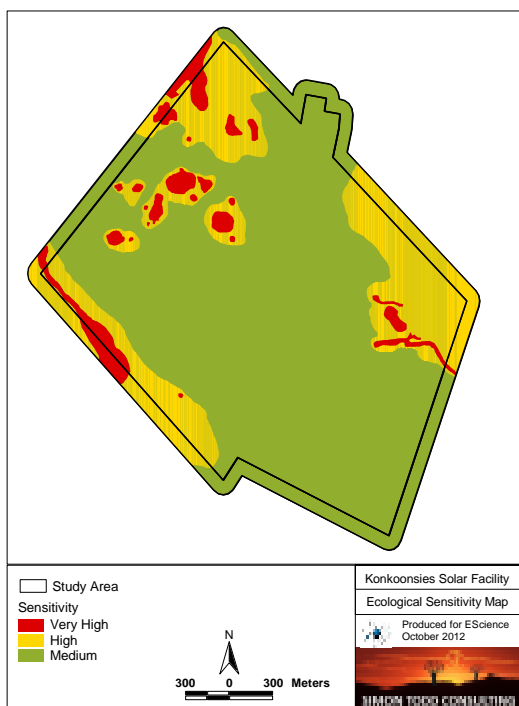 Study Area
Sensitivity
Very High
High
Medium
N
300 0 300 Meters
Konkoonsies Solar Facility
Ecological Sensitivity Map
Produced for EScience
October 2012
SIMON TODD CONSULTING